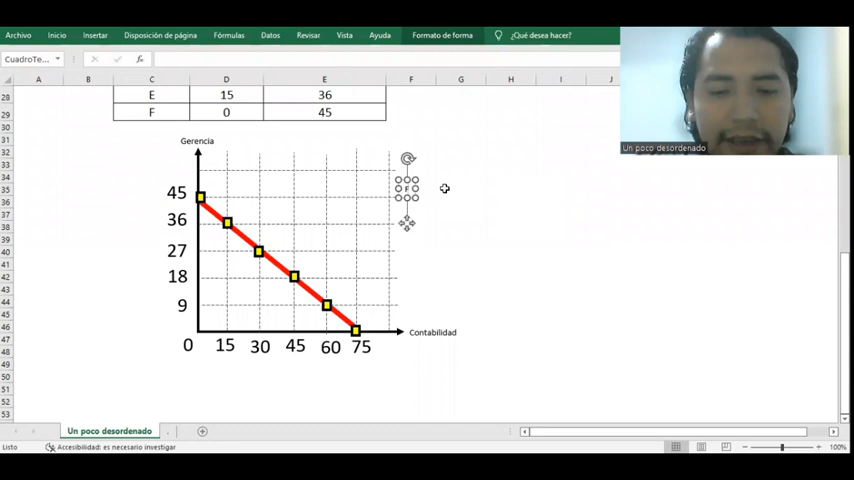 Archivo Inicio Insertar Disposición de página Fórmulas Datos Revisar Vista Ayuda Formato de forma ¿Qué desea hacer?
CuadroTe... fx
A B C D E F G H I J
28 E 15 36
29 F 0 45
30
31 Gerencia
32
33
34
35 45 F
36
37 36
38
39
40 27
41
42 18
43
44 9
45
46
47 Contabilidad
48 0 15 30 45 60 75
49
50
51
52
53
Un poco desordenado
Un poco desordenado .
Listo Accesibilidad: es necesario investigar 100%